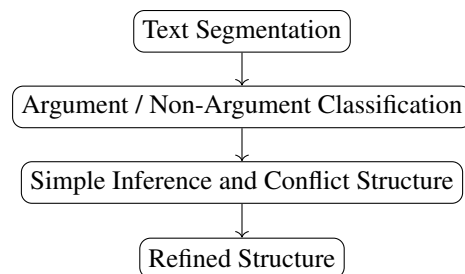 Text Segmentation
Argument / Non-Argument Classification
Simple Inference and Conflict Structure
Refined Structure